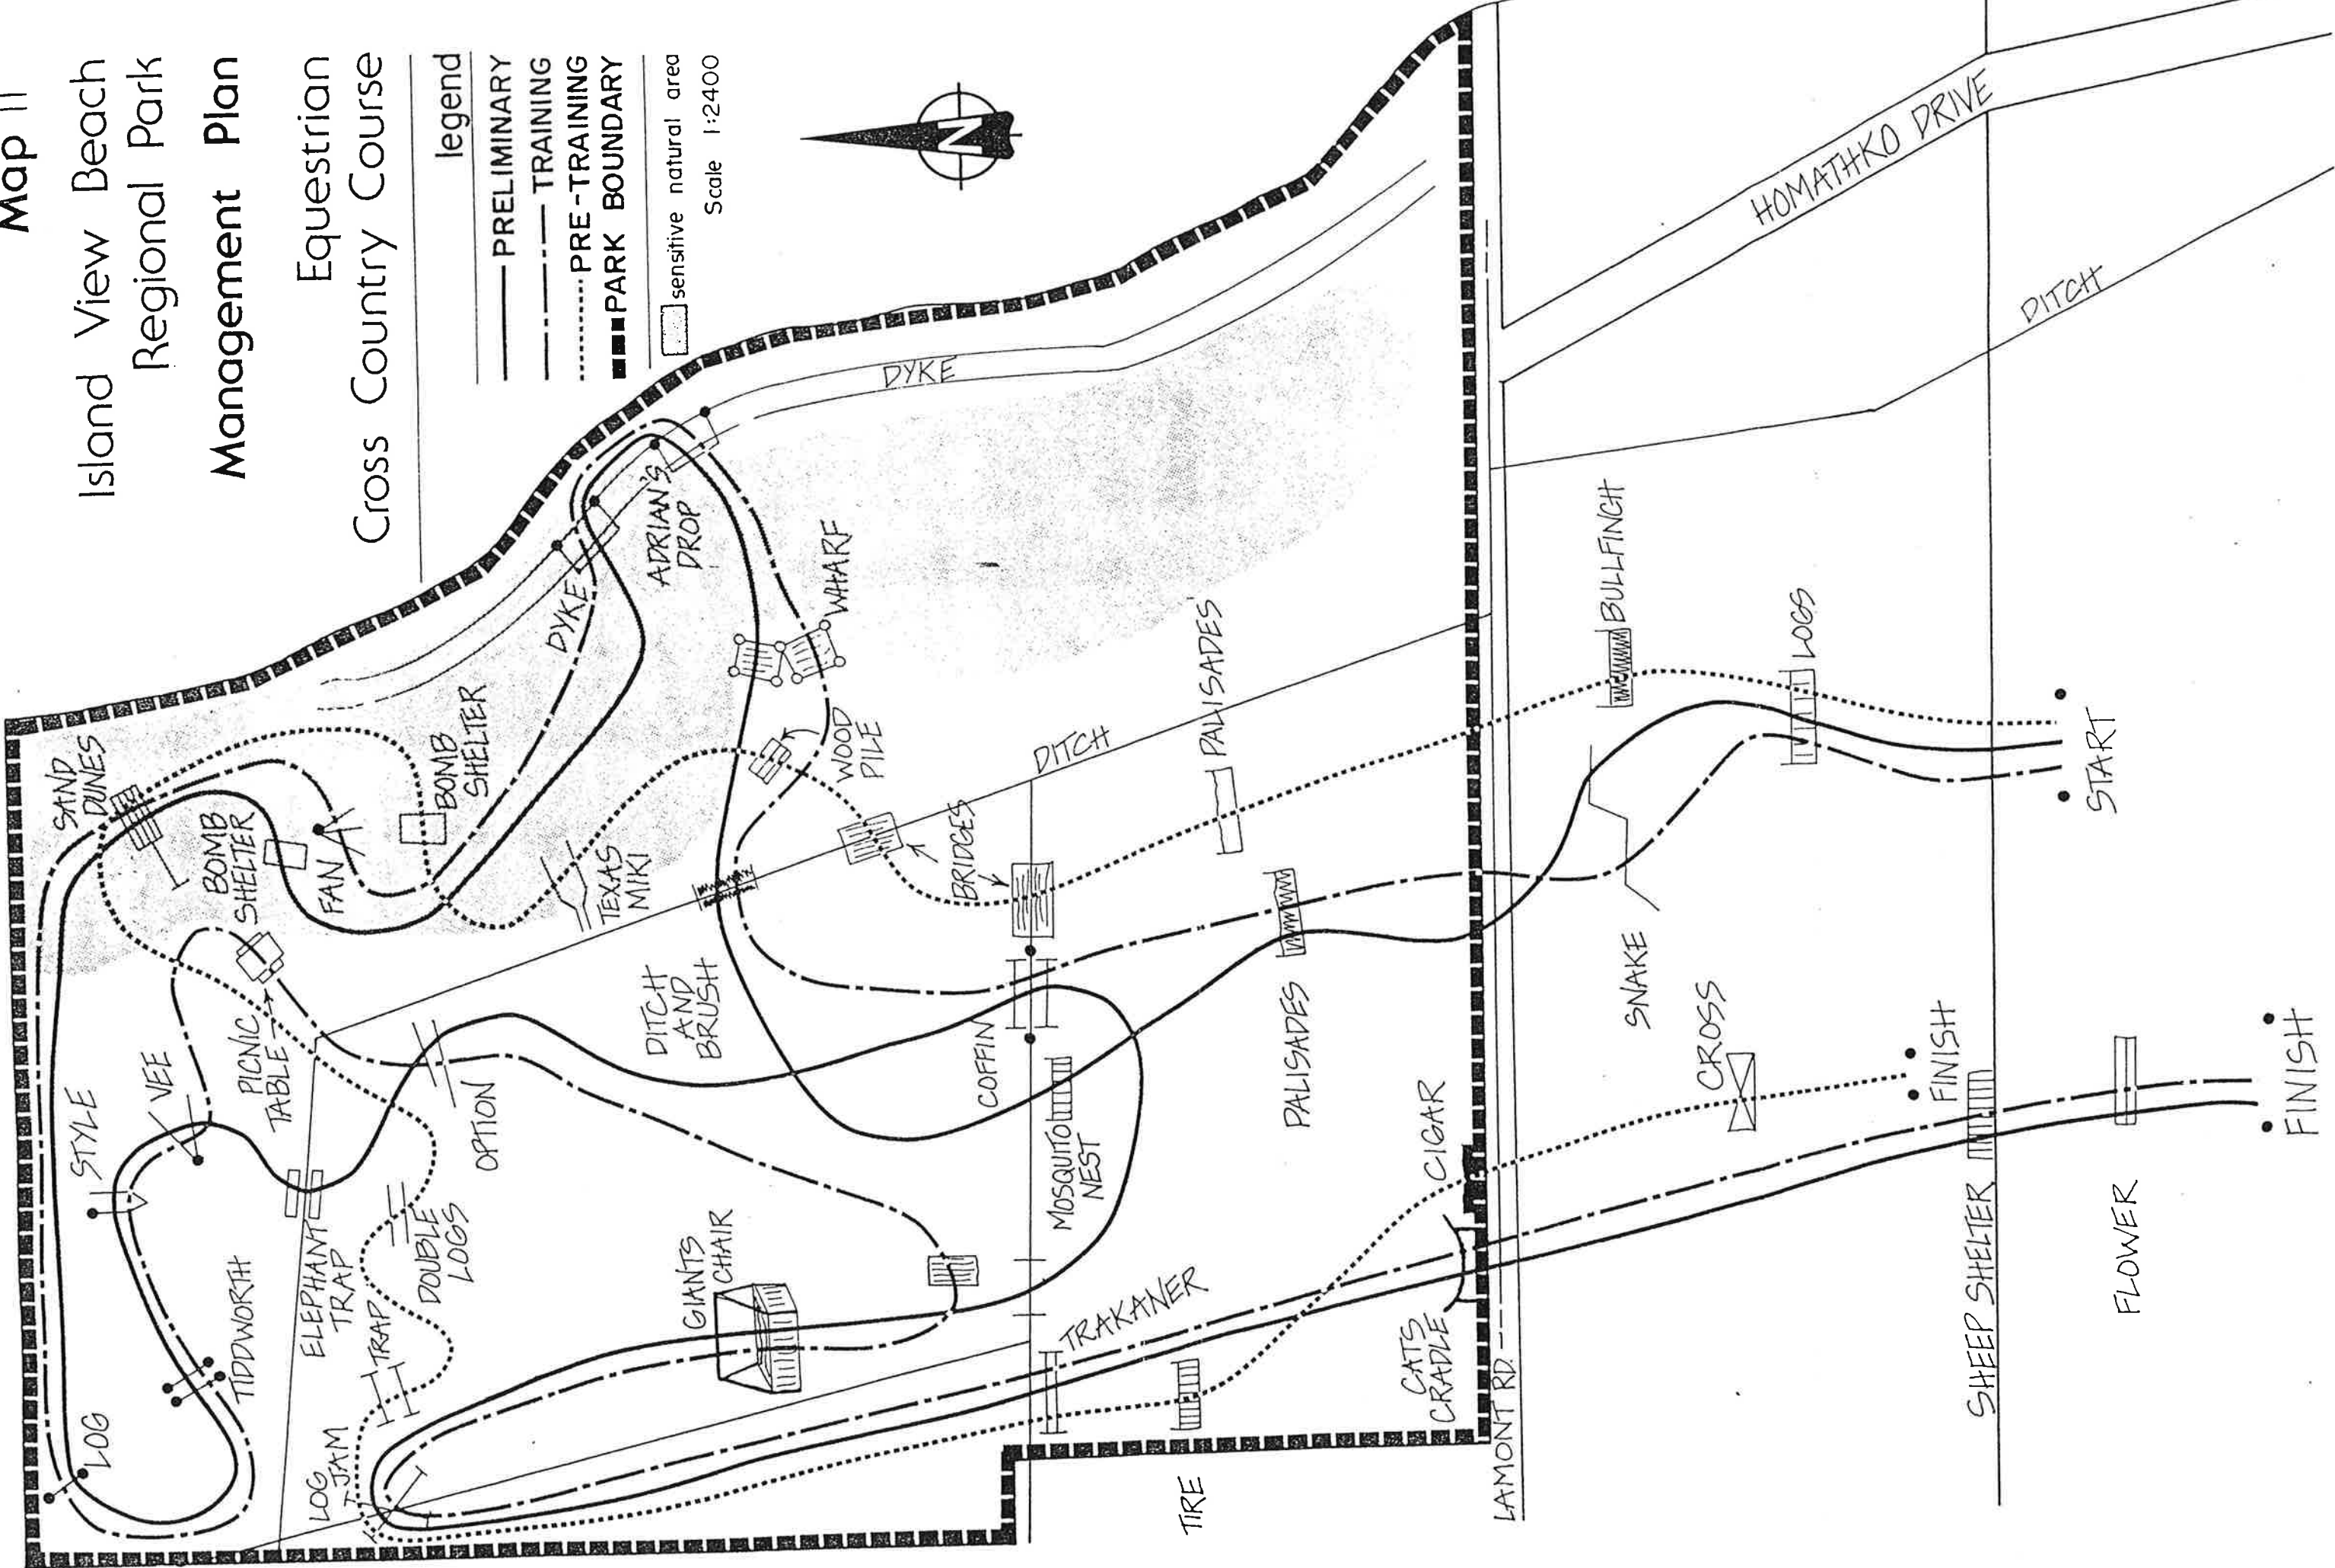 Map 11
Island View Beach
Regional Park
Management Plan
Equestrian
Cross Country Course
legend
PRELIMINARY
TRAINING
PRE-TRAINING
PARK BOUNDARY
sensitive natural area
Scale 1:2400
N
SAND
DUNES
BOMB
SHELTER
FAN
BOMB
SHELTER
DYKE
ADRIAN'S
DROP
DYKE
WHARF
WOOD
PILE
TEXAS
MIKI
STYLE
VEE
PICNIC
TABLE
LOG
TIDDWORTH
ELEPHANT
TRAP
OPTION
DITCH
AND
BRUSH
BRIDGES
DITCH
PALISADES
DOUBLE
LOGS
TRAP
LOG
JAM
GIANTS
CHAIR
COFFIN
MOSQUITO
NEST
PALISADES
TRAKANER
TIRE
CIGAR
CATS
CRADLE
LAMONT RD.
HOMATHKO DRIVE
DITCH
BULLFINCH
LOGS
SNAKE
CROSS
START
FINISH
SHEEP SHELTER
FLOWER
FINISH